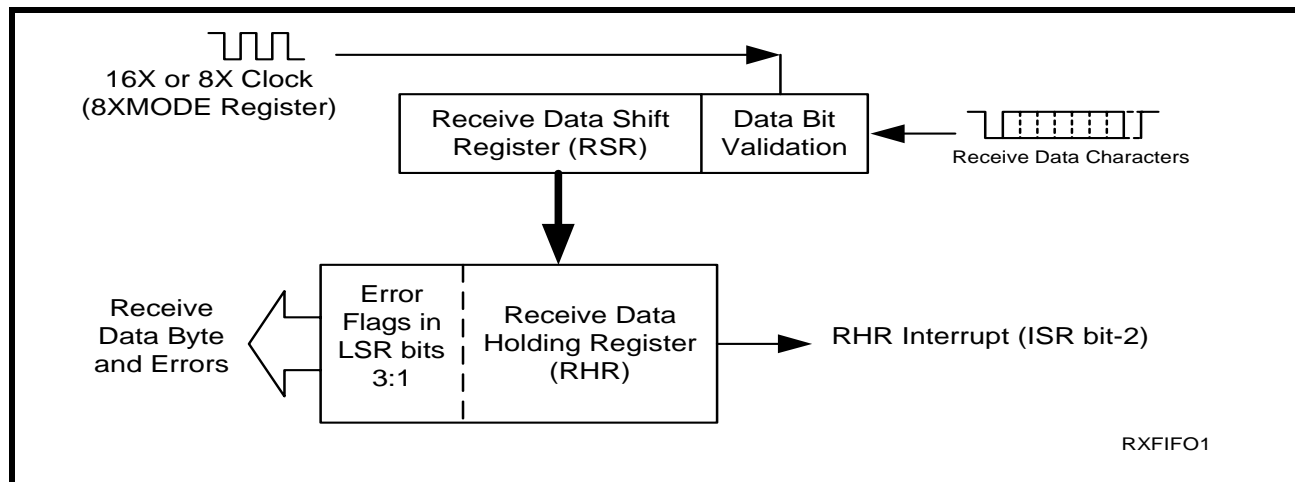 16X or 8X Clock
(8XMODE Register)
Receive Data Shift
Register (RSR)
Data Bit
Validation
Receive Data Characters
Receive
Data Byte
and Errors
Error
Flags in
LSR bits
3:1
Receive Data
Holding Register
(RHR)
RHR Interrupt (ISR bit-2)
RXFIFO1